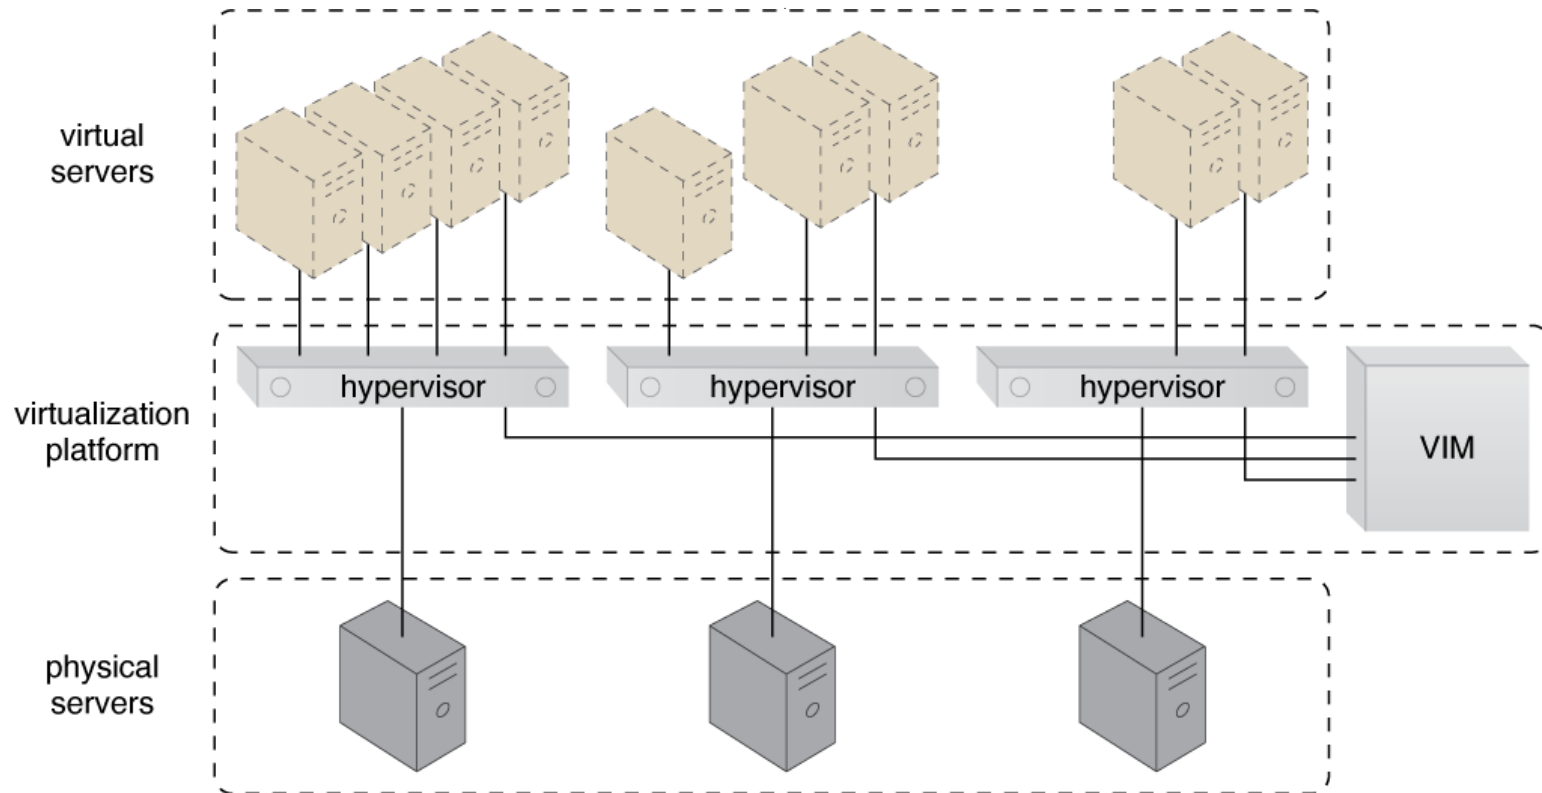 virtual
servers
hypervisor
hypervisor
hypervisor
virtualization
platform
VIM
physical
servers